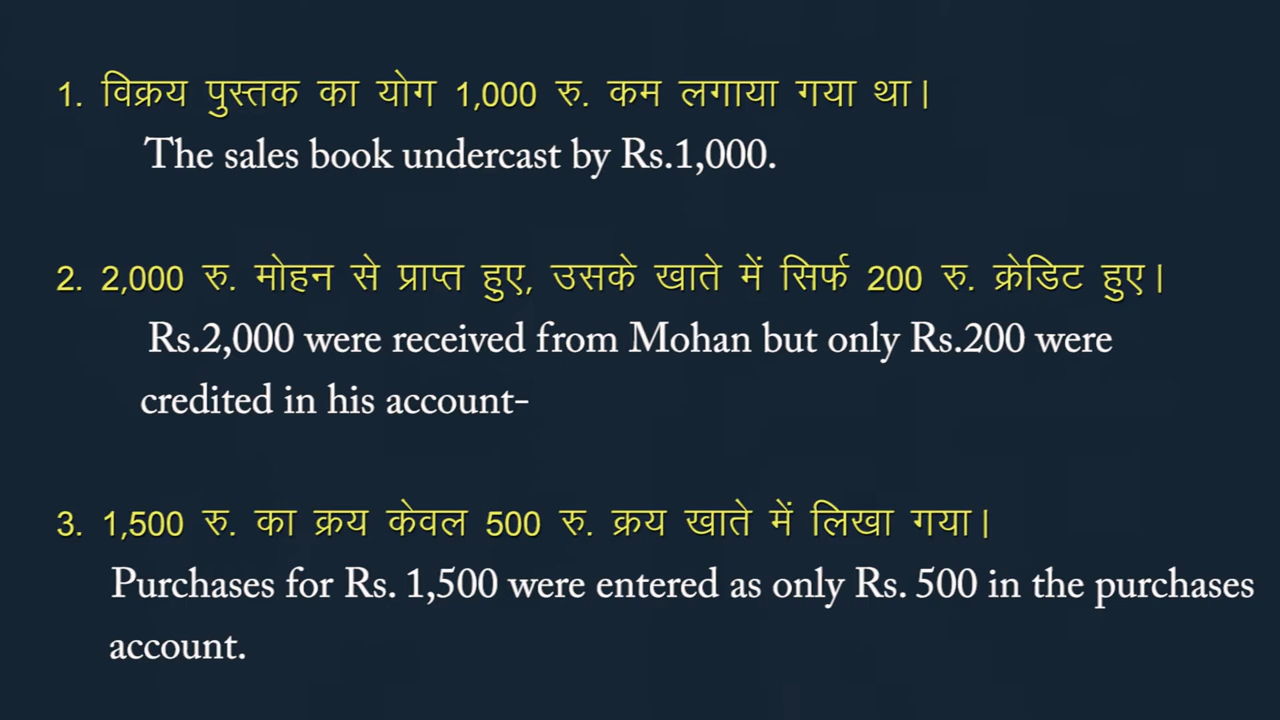 1. विक्रय पुस्तक का योग 1,000 रु. कम लगाया गया था|
The sales book undercast by Rs.1,000.
2. 2,000 रु. मोहन से प्राप्त हुए, उसके खाते में सिर्फ 200 रु. क्रेडिट हुए|
Rs.2,000 were received from Mohan but only Rs.200 were
credited in his account-
3. 1,500 रु. का क्रय केवल 500 रु. क्रय खाते में लिखा गया|
Purchases for Rs. 1,500 were entered as only Rs. 500 in the purchases
account.